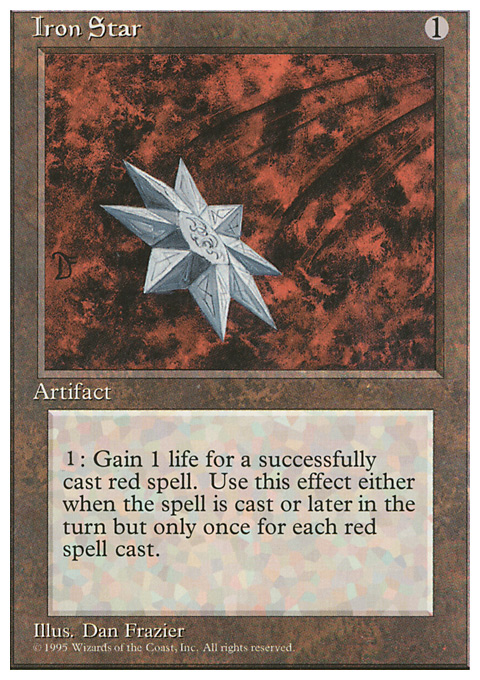 Iron Star
1
DF
Artifact
1: Gain 1 life for a successfully
cast red spell. Use this effect either
when the spell is cast or later in the
turn but only once for each red
spell cast.
Illus. Dan Frazier
© 1995 Wizards of the Coast, Inc. All rights reserved.